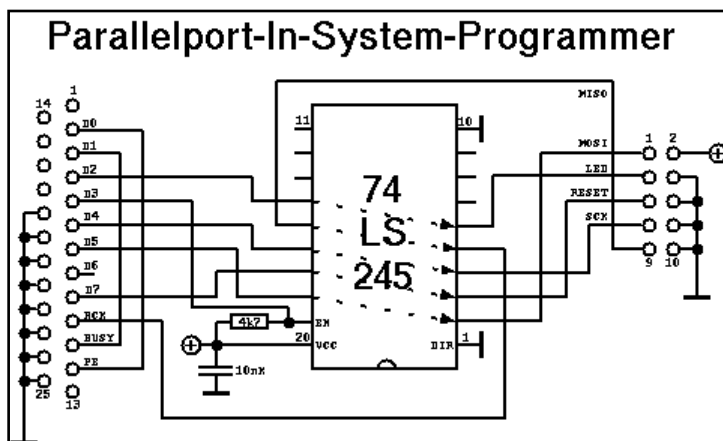 Parallelport-In-System-Programmer
1
14
D0
D1
D2
D3
D4
D5
D6
D7
BUSY
PE
25
13
11
10
74
LS
245
4k7
EN
20
VCC
DIR
1
10nK
MISO
MOSI
LED
RESET
SCK
1
2
9
10